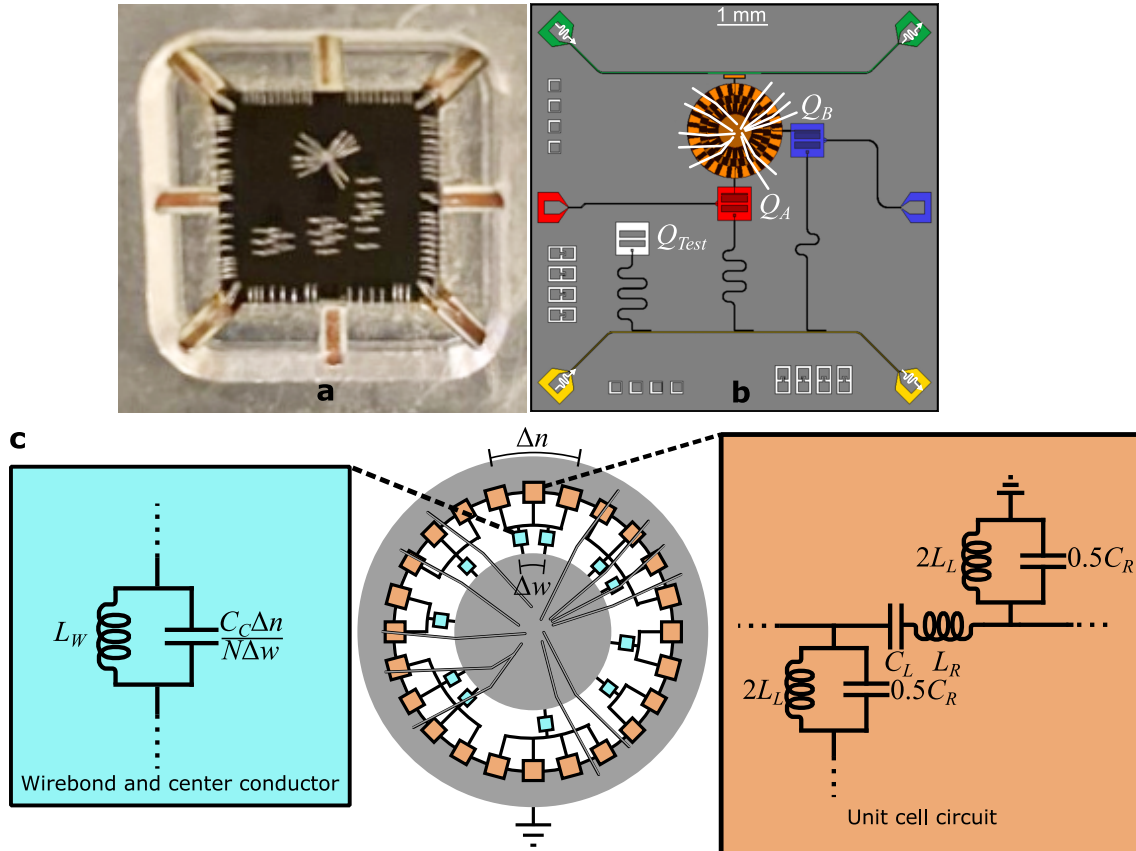 a
1 mm
Q_B
Q_A
Q_Test
b
c
Δn
Δw
L_W
C_CΔn
NΔw
Wirebond and center conductor
2L_L
0.5C_R
C_L
L_R
2L_L
0.5C_R
Unit cell circuit